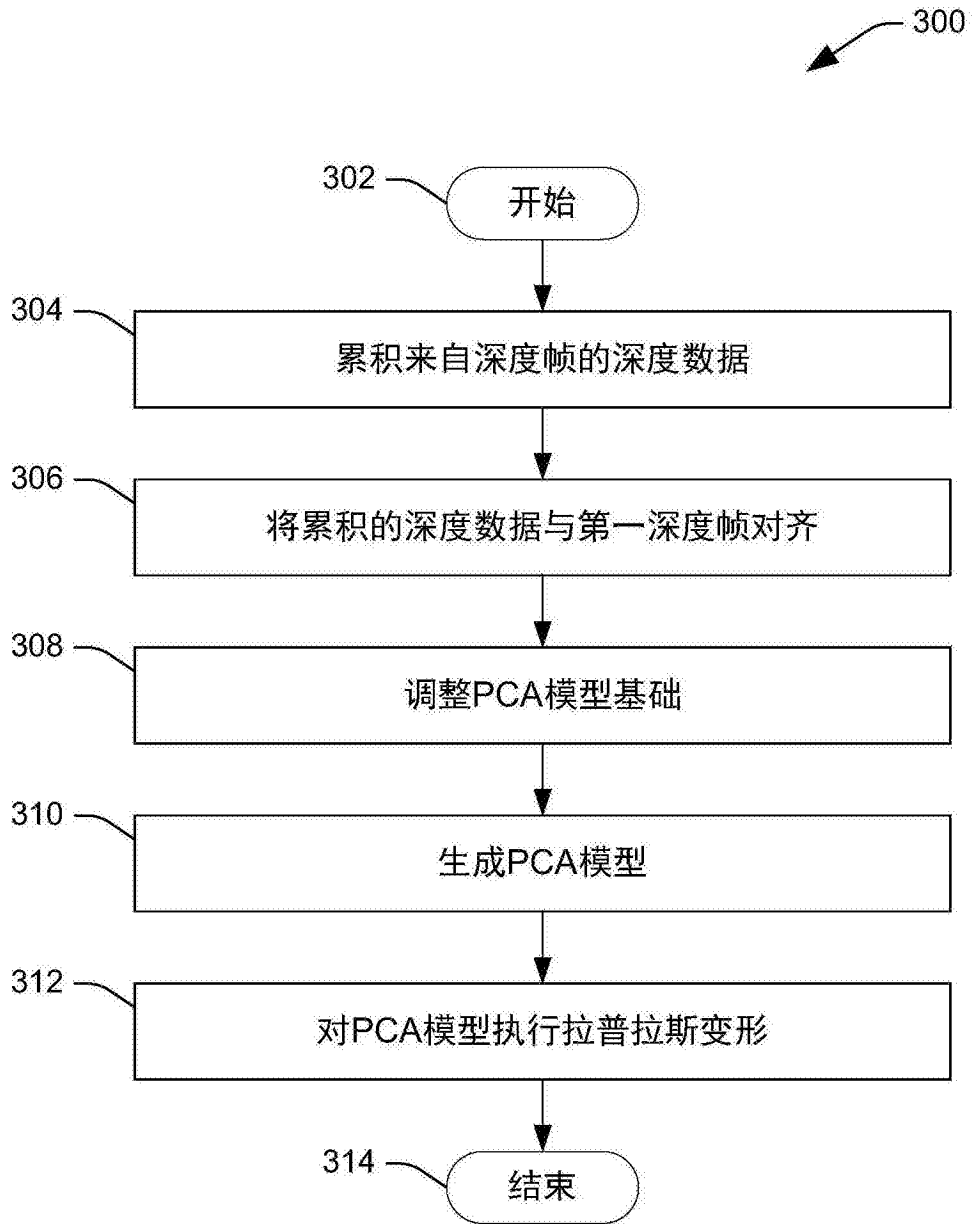 300
302
开始
304
累积来自深度帧的深度数据
306
将累积的深度数据与第一深度帧对齐
308
调整PCA模型基础
310
生成PCA模型
312
对PCA模型执行拉普拉斯变形
314
结束